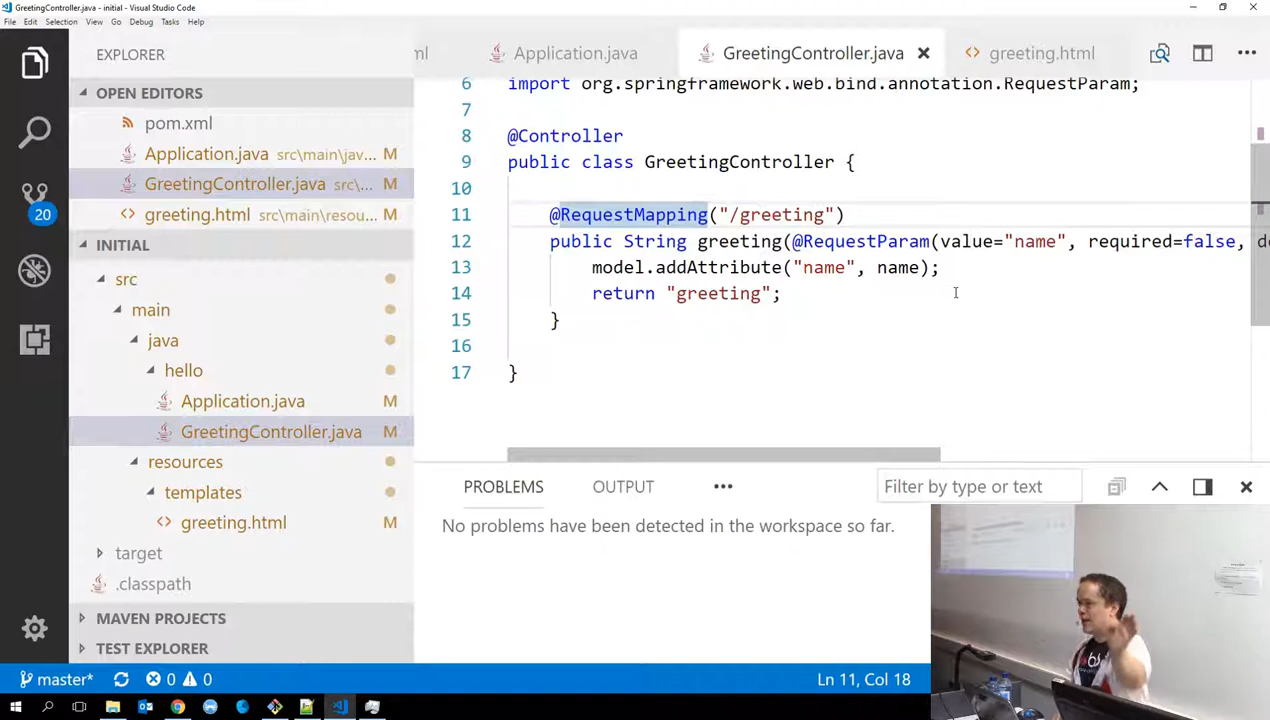 GreetingController.java - initial - Visual Studio Code
File Edit Selection View Go Debug Tasks Help
EXPLORER
OPEN EDITORS
pom.xml
Application.java src\main\jav... M
GreetingController.java src\... M
greeting.html src\main\resou... M
INITIAL
src
main
java
hello
Application.java M
GreetingController.java M
resources
templates
greeting.html M
target
.classpath
MAVEN PROJECTS
TEST EXPLORER
20
ml Application.java GreetingController.java greeting.html
6 import org.springframework.web.bind.annotation.RequestParam;
7
8 @Controller
9 public class GreetingController {
10
11 @RequestMapping("/greeting")
12 public String greeting(@RequestParam(value="name", required=false, de
13 model.addAttribute("name", name);
14 return "greeting";
15 }
16
17 }
PROBLEMS OUTPUT ... Filter by type or text
No problems have been detected in the workspace so far.
master* 0 0 Ln 11, Col 18